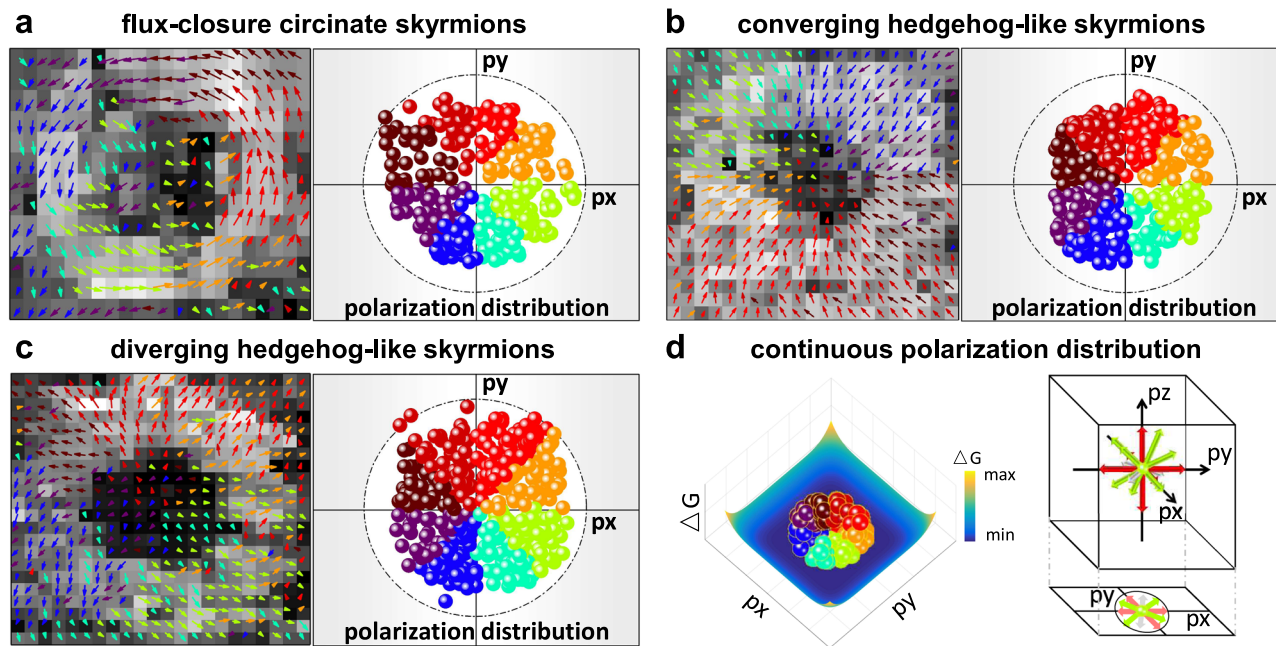 a flux-closure circinate skyrmions
py
px
polarization distribution
b converging hedgehog-like skyrmions
py
px
polarization distribution
c diverging hedgehog-like skyrmions
py
px
polarization distribution
d continuous polarization distribution
△G
px
py
△G
max
min
pz
py
px
py
px